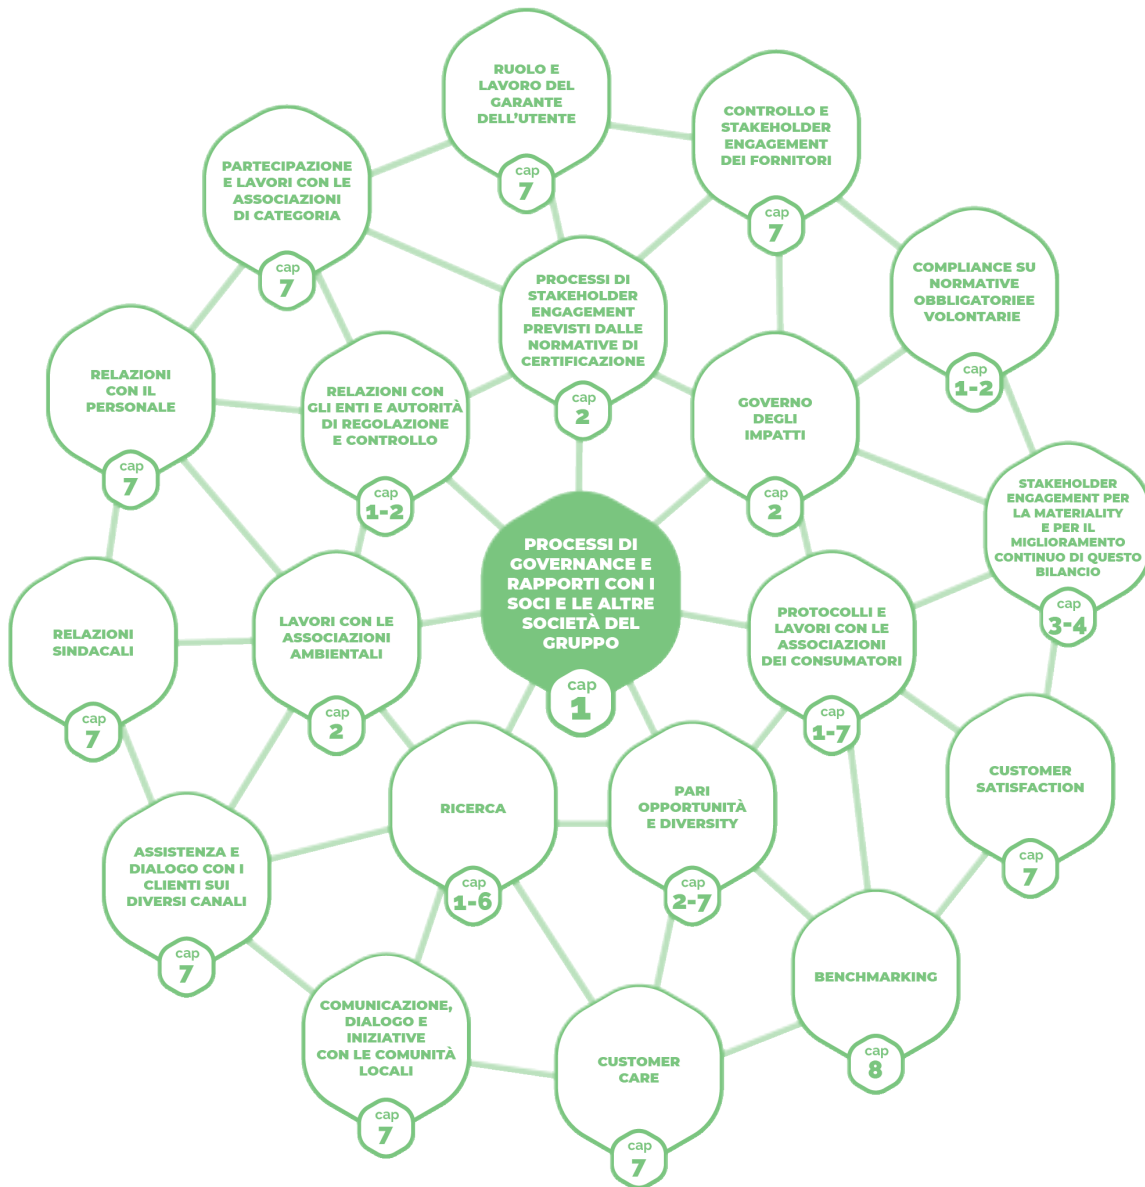 RUOLO E
LAVORO DEL
GARANTE
DELL'UTENTE
cap
7
CONTROLLO E
STAKEHOLDER
ENGAGEMENT
DEI FORNITORI
cap
7
PARTECIPAZIONE
E LAVORI CON LE
ASSOCIAZIONI
DI CATEGORIA
cap
7
PROCESSI DI
STAKEHOLDER
ENGAGEMENT
PREVISTI DALLE
NORMATIVE DI
CERTIFICAZIONE
cap
2
COMPLIANCE SU
NORMATIVE
OBBLIGATORIEE
VOLONTARIE
cap
1-2
RELAZIONI
CON IL
PERSONALE
cap
7
RELAZIONI CON
GLI ENTI E AUTORITÀ
DI REGOLAZIONE
E CONTROLLO
cap
1-2
GOVERNO
DEGLI
IMPATTI
cap
2
STAKEHOLDER
ENGAGEMENT PER
LA MATERIALITY
E PER IL
MIGLIORAMENTO
CONTINUO DI QUESTO
BILANCIO
cap
3-4
PROCESSI DI
GOVERNANCE E
RAPPORTI CON I
SOCI E LE ALTRE
SOCIETÀ DEL
GRUPPO
cap
1
RELAZIONI
SINDACALI
cap
7
LAVORI CON LE
ASSOCIAZIONI
AMBIENTALI
cap
2
PROTOCOLLI E
LAVORI CON LE
ASSOCIAZIONI
DEI CONSUMATORI
cap
1-7
CUSTOMER
SATISFACTION
cap
7
RICERCA
cap
1-6
PARI
OPPORTUNITÀ
E DIVERSITY
cap
2-7
ASSISTENZA E
DIALOGO CON I
CLIENTI SUI
DIVERSI CANALI
cap
7
BENCHMARKING
cap
8
COMUNICAZIONE,
DIALOGO E
INIZIATIVE
CON LE COMUNITÀ
LOCALI
cap
7
CUSTOMER
CARE
cap
7